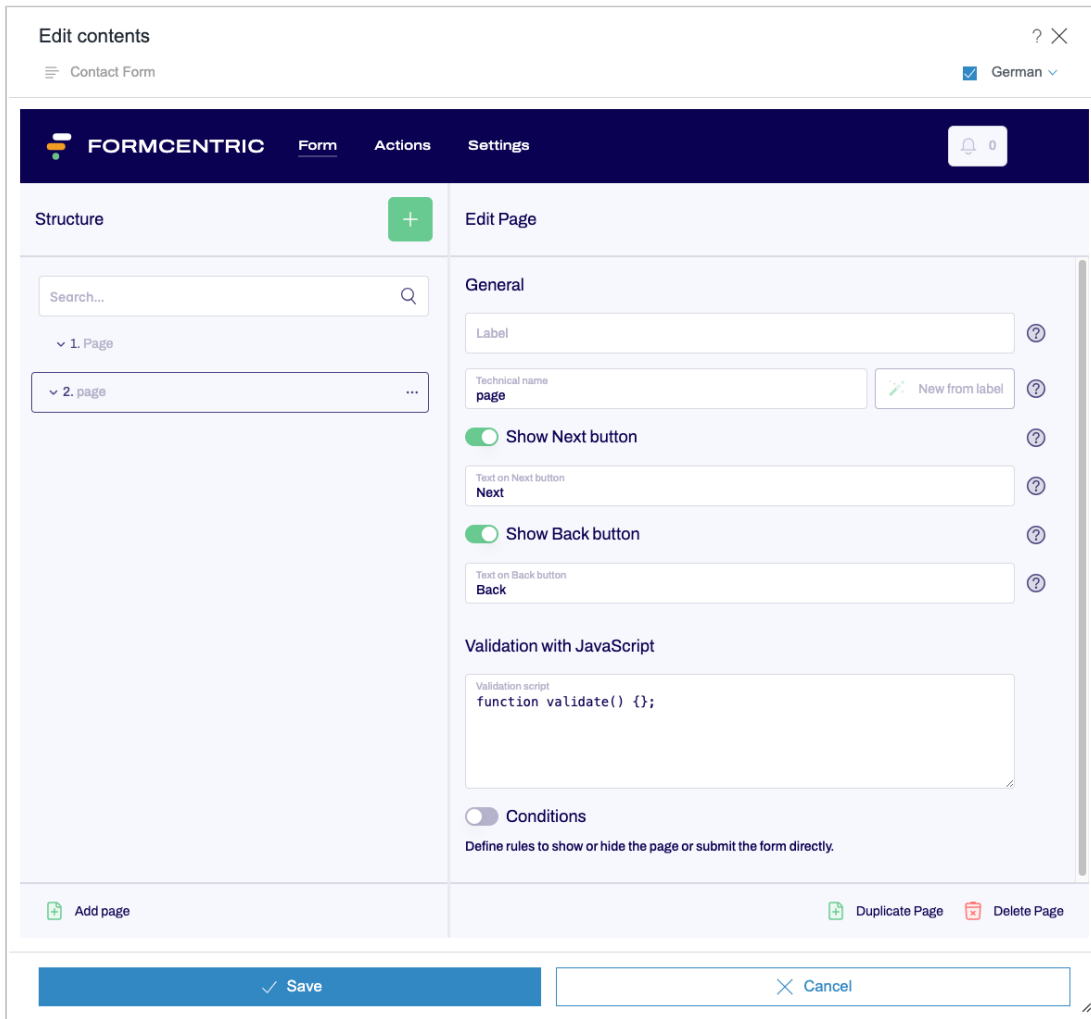 Edit contents
?
Contact Form
German
FORMCENTRIC
Form
Actions
Settings
0
Structure
+
Edit Page
Search...
1. Page
2. page
...
General
Label
?
Technical name
page
New from label
?
Show Next button
?
Text on Next button
Next
?
Show Back button
?
Text on Back button
Back
?
Validation with JavaScript
Validation script
function validate() {};
Conditions
Define rules to show or hide the page or submit the form directly.
Add page
Duplicate Page
Delete Page
Save
Cancel